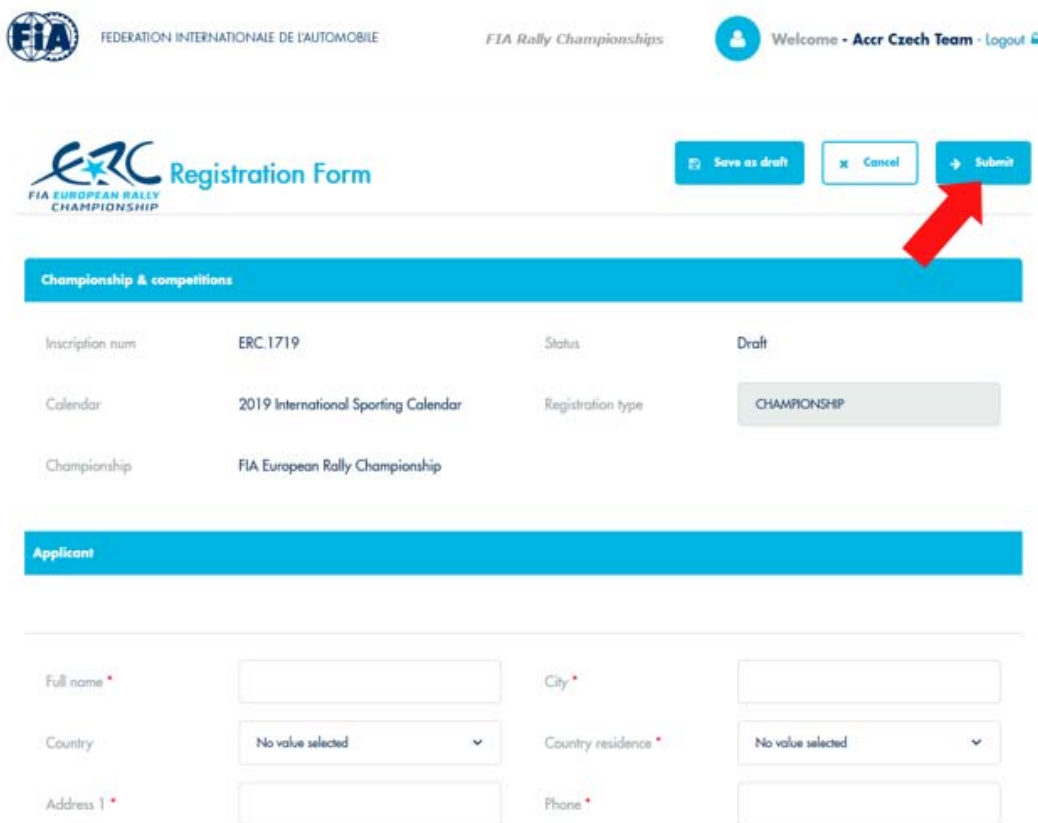 FiA FEDERATION INTERNATIONALE DE L'AUTOMOBILE FIA Rally Championships Welcome - Accr Czech Team - Logout
ERC
FIA EUROPEAN RALLY
CHAMPIONSHIP
Registration Form Save as draft Cancel Submit
Championship & competitions
Inscription num ERC.1719 Status Draft
Calendar 2019 International Sporting Calendar Registration type CHAMPIONSHIP
Championship FIA European Rally Championship
Applicant
Full name * City *
Country No value selected Country residence * No value selected
Address 1 * Phone *